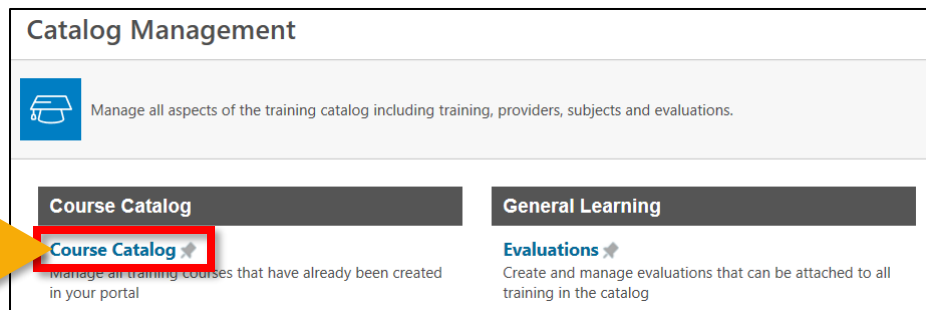 Catalog Management
Manage all aspects of the training catalog including training, providers, subjects and evaluations.
Course Catalog
Course Catalog
Manage all training courses that have already been created
in your portal
General Learning
Evaluations
Create and manage evaluations that can be attached to all
training in the catalog